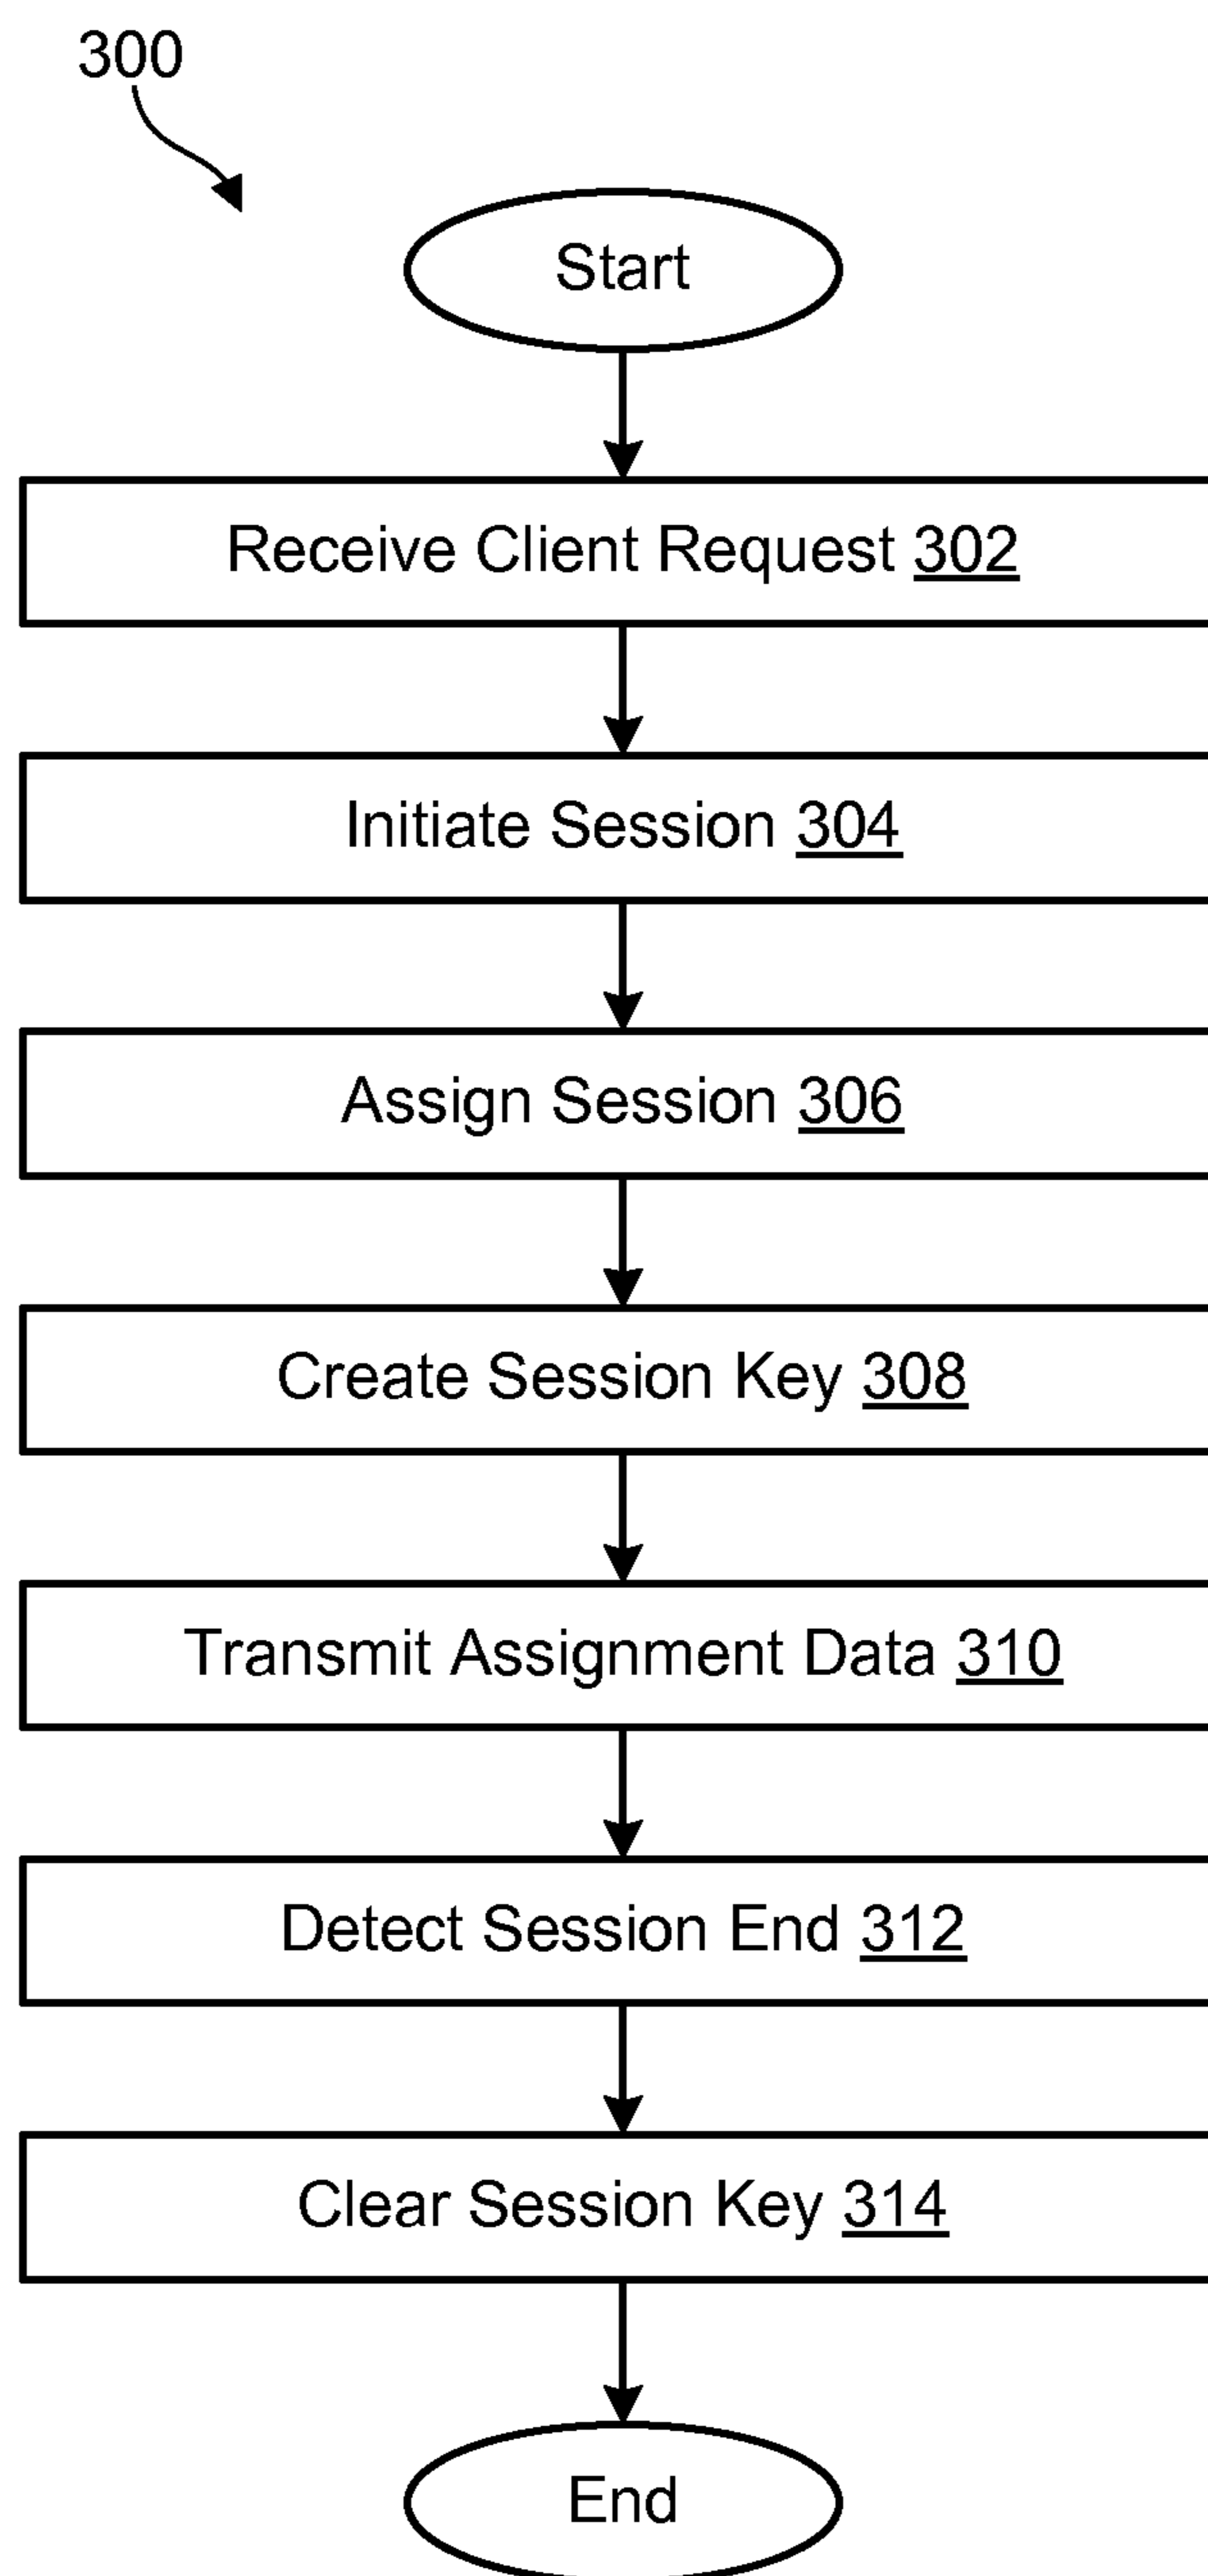 300
Start
Receive Client Request 302
Initiate Session 304
Assign Session 306
Create Session Key 308
Transmit Assignment Data 310
Detect Session End 312
Clear Session Key 314
End